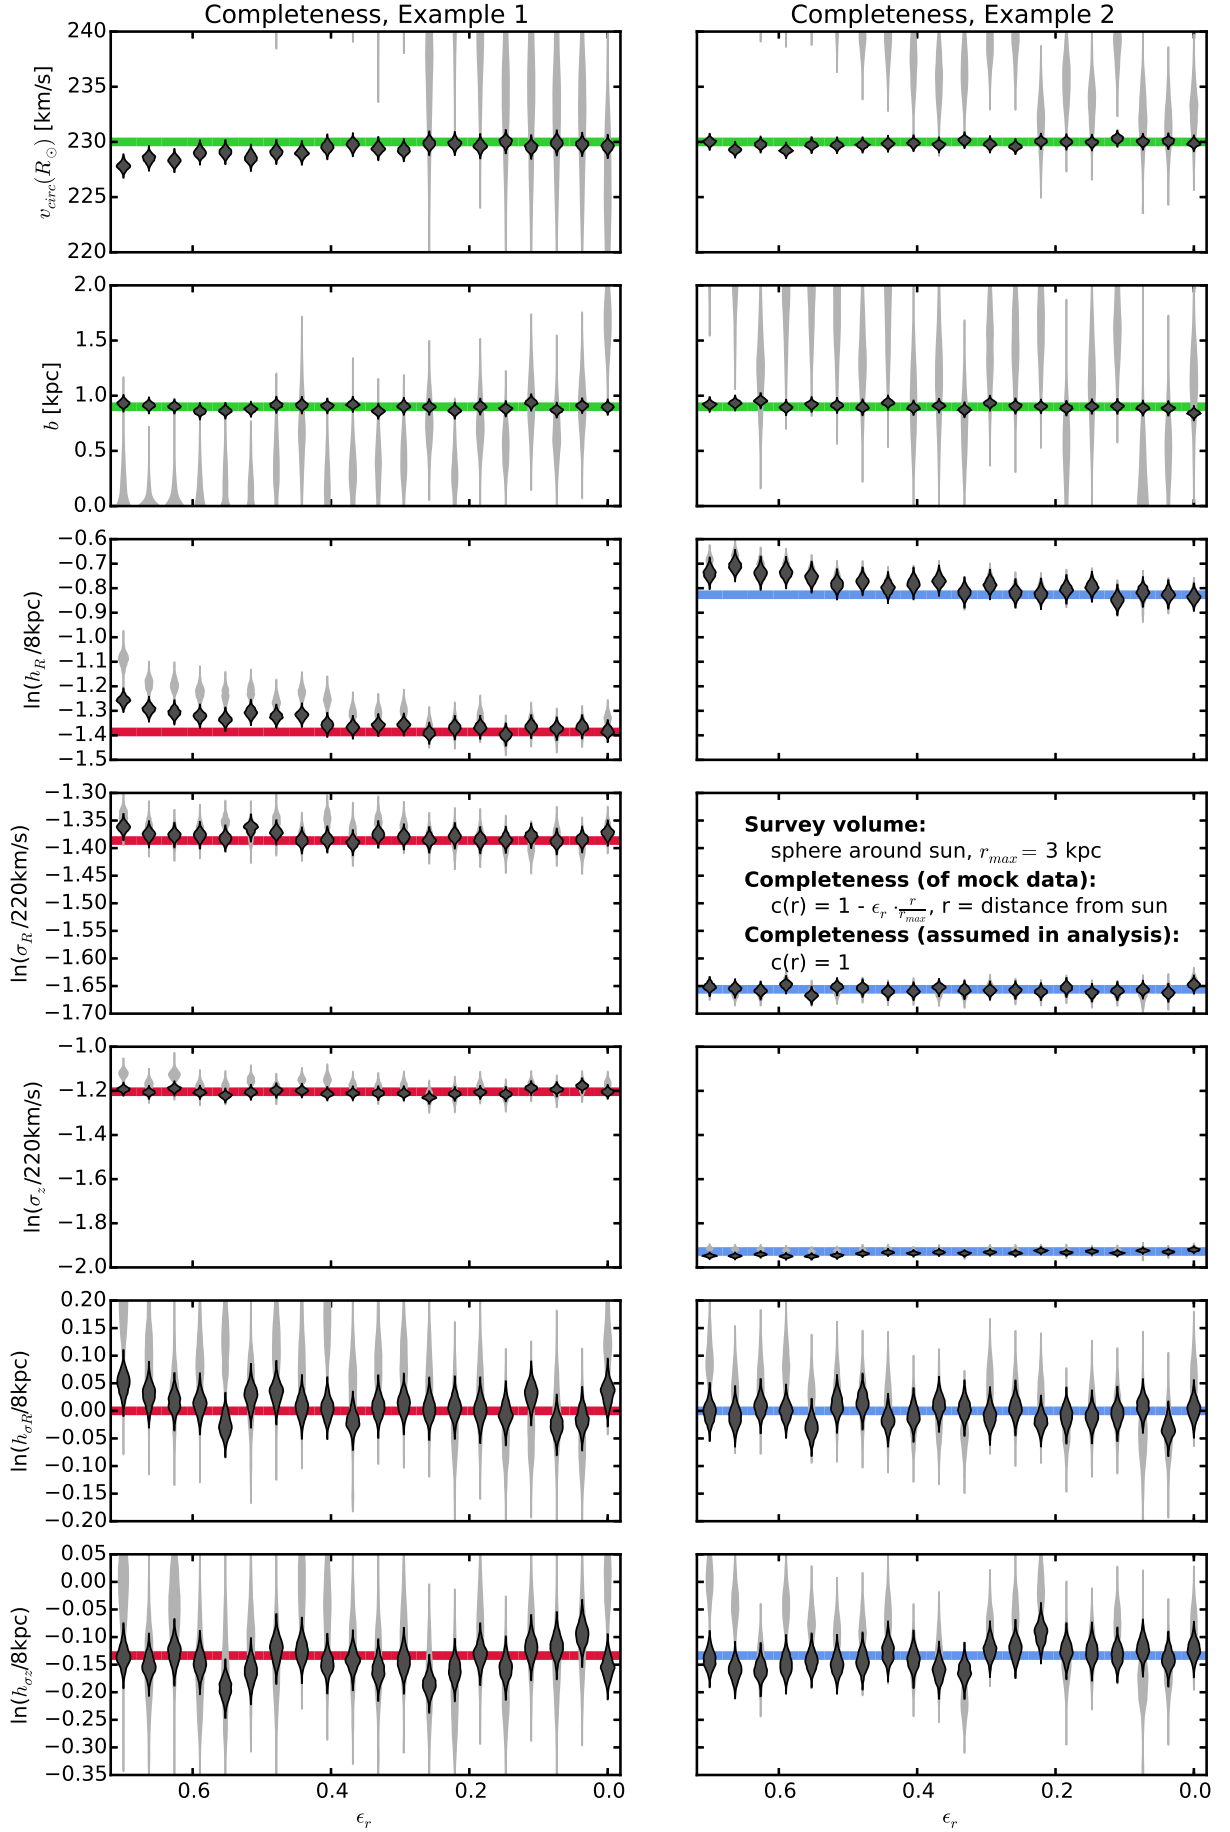 Completeness, Example 1
Completeness, Example 2
240
235
230
225
220
v_circ(R_☉) [km/s]
2.0
1.5
1.0
0.5
0.0
b [kpc]
−0.6
−0.7
−0.8
−0.9
−1.0
−1.1
−1.2
−1.3
−1.4
−1.5
ln(h_R/8kpc)
−1.30
−1.35
−1.40
−1.45
−1.50
−1.55
−1.60
−1.65
−1.70
ln(σ_R/220km/s)
Survey volume:
sphere around sun, r_max = 3 kpc
Completeness (of mock data):
c(r) = 1 - ϵ_r · r/r_max, r = distance from sun
Completeness (assumed in analysis):
c(r) = 1
−1.0
−1.2
−1.4
−1.6
−1.8
−2.0
ln(σ_z/220km/s)
0.20
0.15
0.10
0.05
0.00
−0.05
−0.10
−0.15
−0.20
ln(h_σR/8kpc)
0.05
0.00
−0.05
−0.10
−0.15
−0.20
−0.25
−0.30
−0.35
ln(h_σz/8kpc)
0.6 0.4 0.2 0.0
ϵ_r
0.6 0.4 0.2 0.0
ϵ_r